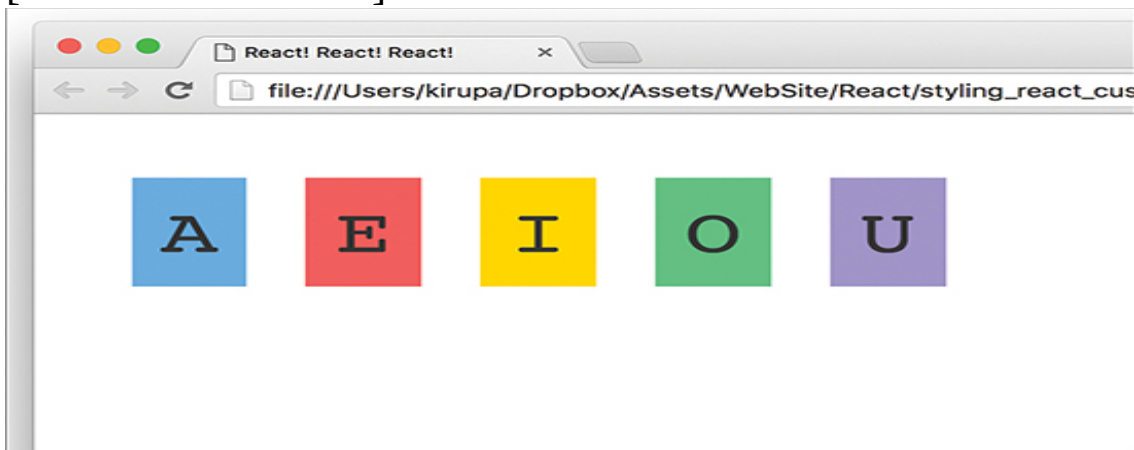 React! React! React!
file:///Users/kirupa/Dropbox/Assets/WebSite/React/styling_react_cus
A E I O U